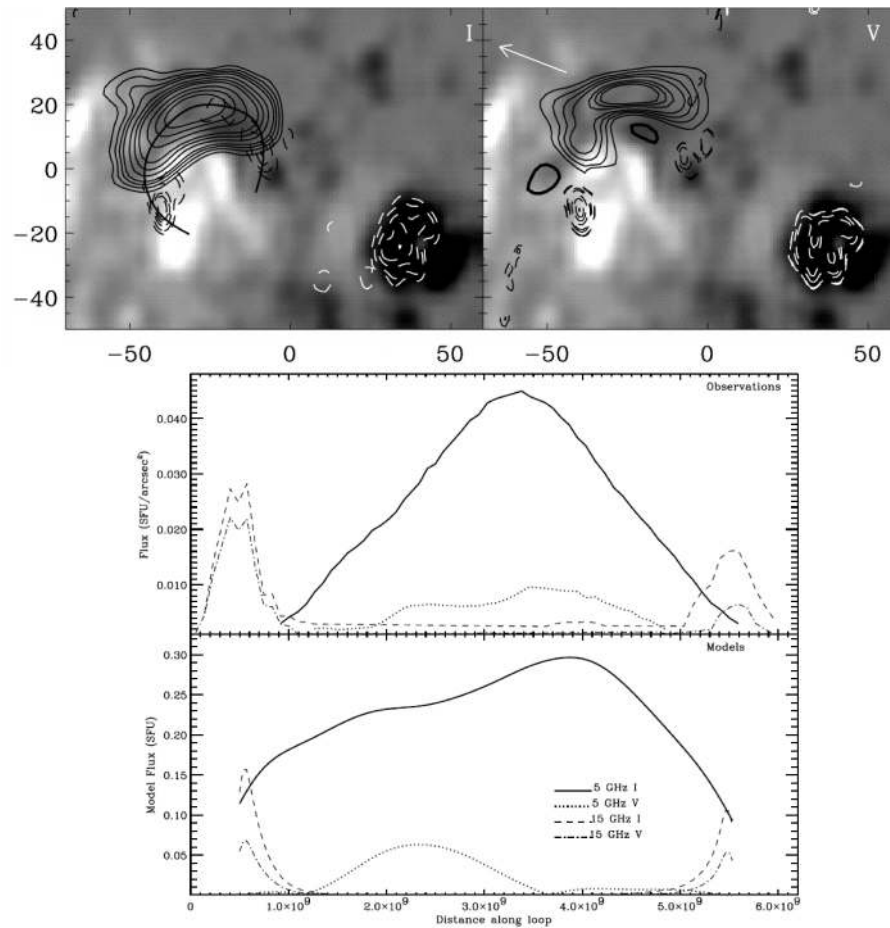 I
V
40
20
0
−20
−40
−50
0
50
−50
0
50
Observations
0.040
0.030
0.020
0.010
Flux (SFU/arcsec²)
Models
0.30
0.25
0.20
0.15
0.10
0.05
Model Flux (SFU)
5 GHz I
5 GHz V
15 GHz I
15 GHz V
0
1.0×10⁹
2.0×10⁹
3.0×10⁹
4.0×10⁹
5.0×10⁹
6.0×10⁹
Distance along loop